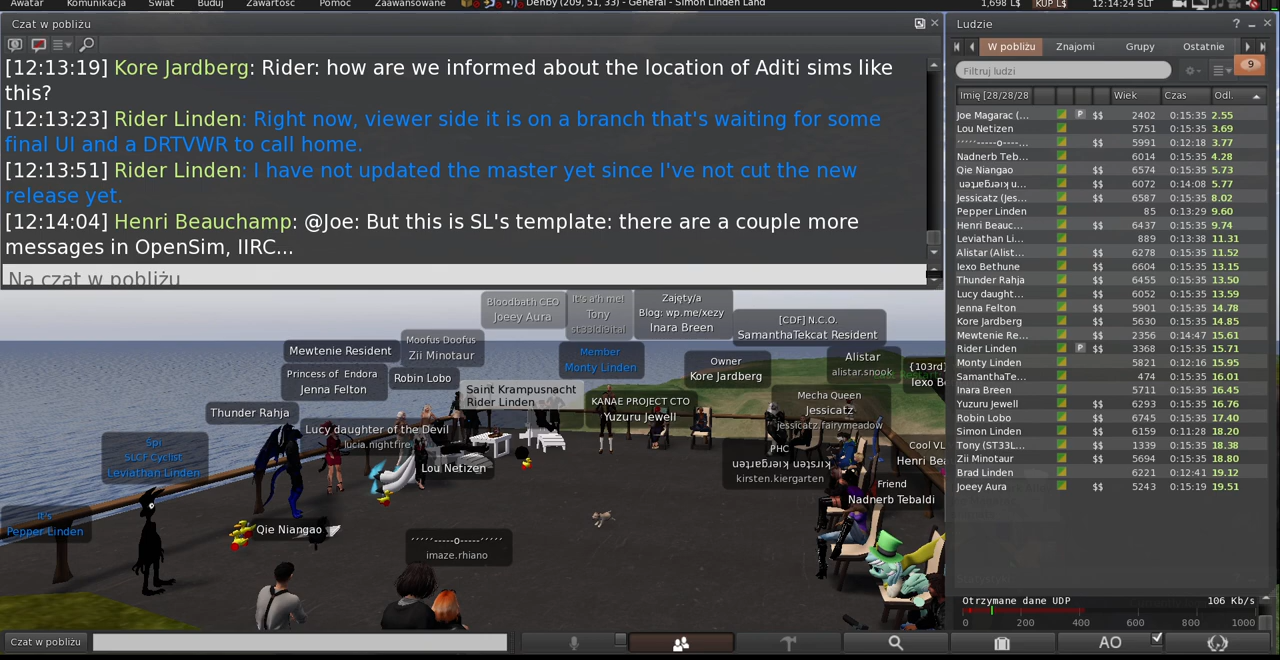 Awatar Komunikacja Świat Buduj Zawartość Pomoc Zaawansowane Denby (209, 51, 33) - General - Simon Linden Land 1,698 L$ KUP L$ 12:14:24 SLT
Czat w pobliżu
[12:13:19] Kore Jardberg: Rider: how are we informed about the location of Aditi sims like
this?
[12:13:23] Rider Linden: Right now, viewer side it is on a branch that's waiting for some
final UI and a DRTVWR to call home.
[12:13:51] Rider Linden: I have not updated the master yet since I've not cut the new
release yet.
[12:14:04] Henri Beauchamp: @Joe: But this is SL's template: there are a couple more
messages in OpenSim, IIRC...
Na czat w pobliżu
Bloodbath CEO
Joeey Aura
It's a'h me!
Tony
st33ldi9ital
Zajęty/a
Blog: wp.me/xezy
Inara Breen
[CDF] N.C.O.
SamanthaTekcat Resident
Mewtenie Resident
Moofus Doofus
Zii Minotaur
Member
Monty Linden
Owner
Kore Jardberg
Alistar
alistar.snook
{103rd}
Iexo Be
Princess of Endora
Jenna Felton
Robin Lobo
Saint Krampusnacht
Rider Linden
KANAE PROJECT CTO
Yuzuru Jewell
Mecha Queen
Jessicatz
jessicatz.fairymeadow
Thunder Rahja
Lucy daughter of the Devil
lucia.nightfire
Spi
SLCF Cyclist
Leviathan Linden
Lou Netizen
PHC
kirsten.kiergarten
Cool VL
Henri Bea
Friend
Nadnerb Tebaldi
It's
Pepper Linden
Qie Niangao
´´´´´-----o-----´´´´´
imaze.rhiano
Czat w pobliżu
AO
Ludzie
? _ ×
W pobliżu Znajomi Grupy Ostatnie
Filtruj ludzi 9
Imię [28/28/28 Wiek Czas Odl.
Joe Magarac (... P $$ 2402 0:15:35 2.55
Lou Netizen 5751 0:15:35 3.69
´´´´´-----o----... $$ 5991 0:12:18 3.77
Nadnerb Teb... 6014 0:15:35 4.28
Qie Niangao $$ 6574 0:15:35 5.73
$$ 6072 0:14:08 5.77
Jessicatz (Jes... $$ 6587 0:15:35 8.02
Pepper Linden 85 0:13:29 9.60
Henri Beauc... $$ 6437 0:15:35 9.74
Leviathan Li... 889 0:13:38 11.31
Alistar (Alist... $$ 6278 0:15:35 11.52
Iexo Bethune $$ 6604 0:15:35 13.15
Thunder Rahja $$ 6455 0:15:35 13.50
Lucy daught... $$ 6052 0:15:35 13.59
Jenna Felton $$ 5901 0:15:35 14.78
Kore Jardberg $$ 5630 0:15:35 14.85
Mewtenie Re... $$ 2356 0:14:47 15.61
Rider Linden P $$ 3368 0:15:35 15.71
Monty Linden 5821 0:12:16 15.95
SamanthaTe... $$ 474 0:15:35 16.01
Inara Breen 5711 0:15:35 16.45
Yuzuru Jewell $$ 6293 0:15:35 16.76
Robin Lobo $$ 6745 0:15:35 17.40
Simon Linden $$ 6159 0:11:28 18.20
Tony (ST33L... $$ 1339 0:15:35 18.38
Zii Minotaur $$ 5694 0:15:35 18.80
Brad Linden 6221 0:12:41 19.12
Joeey Aura $$ 5243 0:15:19 19.51
Otrzymane dane UDP 106 Kb/s
0 200 400 600 800 1000